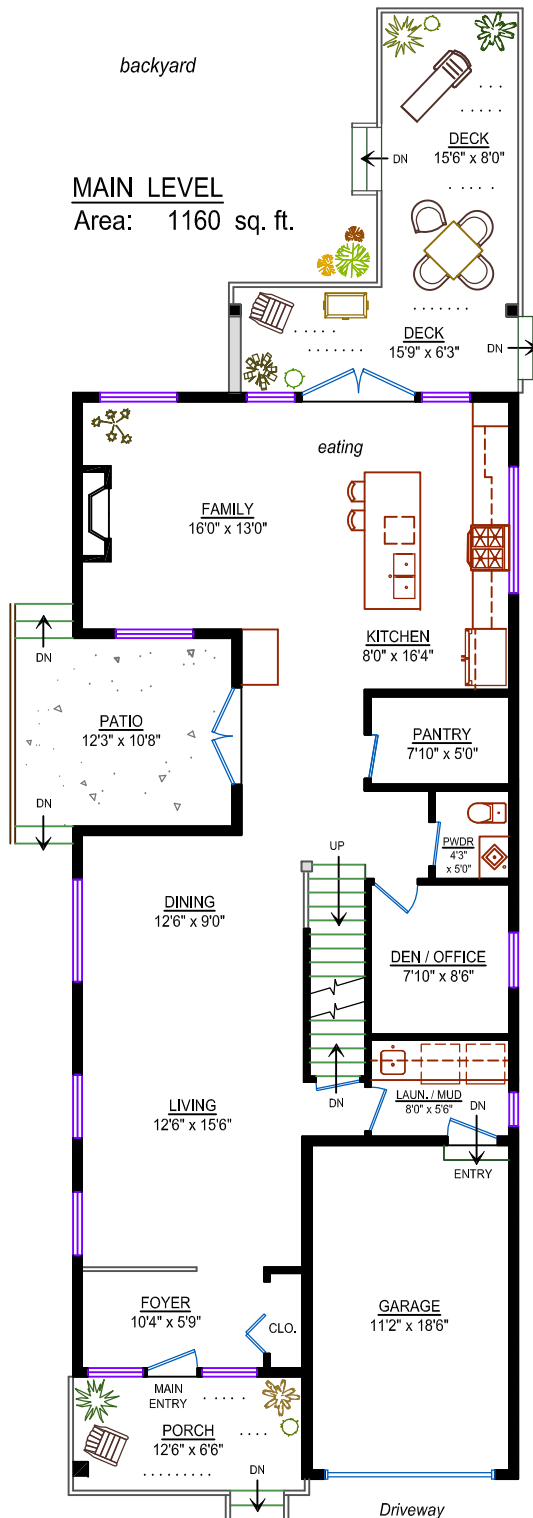 backyard
MAIN LEVEL
Area: 1160 sq. ft.
DECK
15'6" x 8'0"
DN
DECK
15'9" x 6'3"
DN
eating
FAMILY
16'0" x 13'0"
KITCHEN
8'0" x 16'4"
DN
PATIO
12'3" x 10'8"
DN
PANTRY
7'10" x 5'0"
PWDR
4'3"
x 5'0"
UP
DINING
12'6" x 9'0"
DEN / OFFICE
7'10" x 8'6"
LAUN. / MUD
8'0" x 5'6"
DN
DN
LIVING
12'6" x 15'6"
ENTRY
FOYER
10'4" x 5'9"
CLO.
GARAGE
11'2" x 18'6"
MAIN
ENTRY
PORCH
12'6" x 6'6"
DN
Driveway